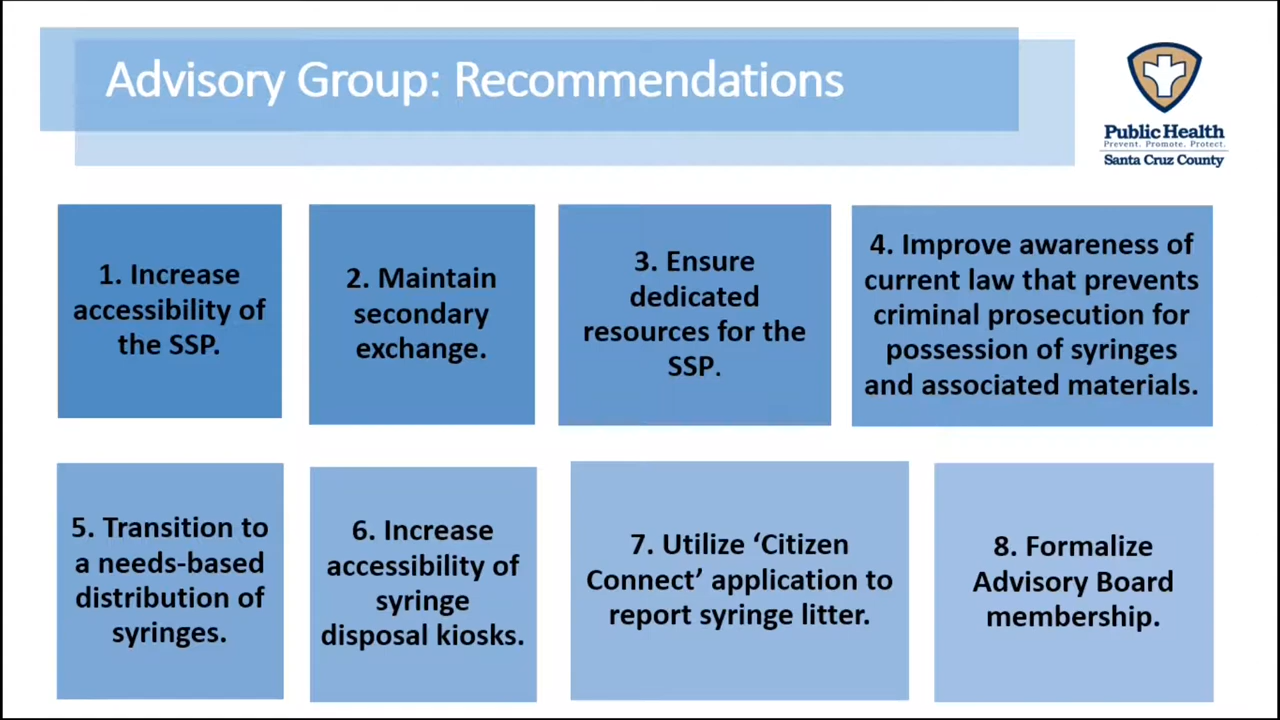 Advisory Group: Recommendations
Public Health
Prevent. Promote. Protect.
Santa Cruz County
1. Increase
accessibility of
the SSP.
2. Maintain
secondary
exchange.
3. Ensure
dedicated
resources for the
SSP.
4. Improve awareness of
current law that prevents
criminal prosecution for
possession of syringes
and associated materials.
5. Transition to
a needs-based
distribution of
syringes.
6. Increase
accessibility of
syringe
disposal kiosks.
7. Utilize ‘Citizen
Connect’ application to
report syringe litter.
8. Formalize
Advisory Board
membership.